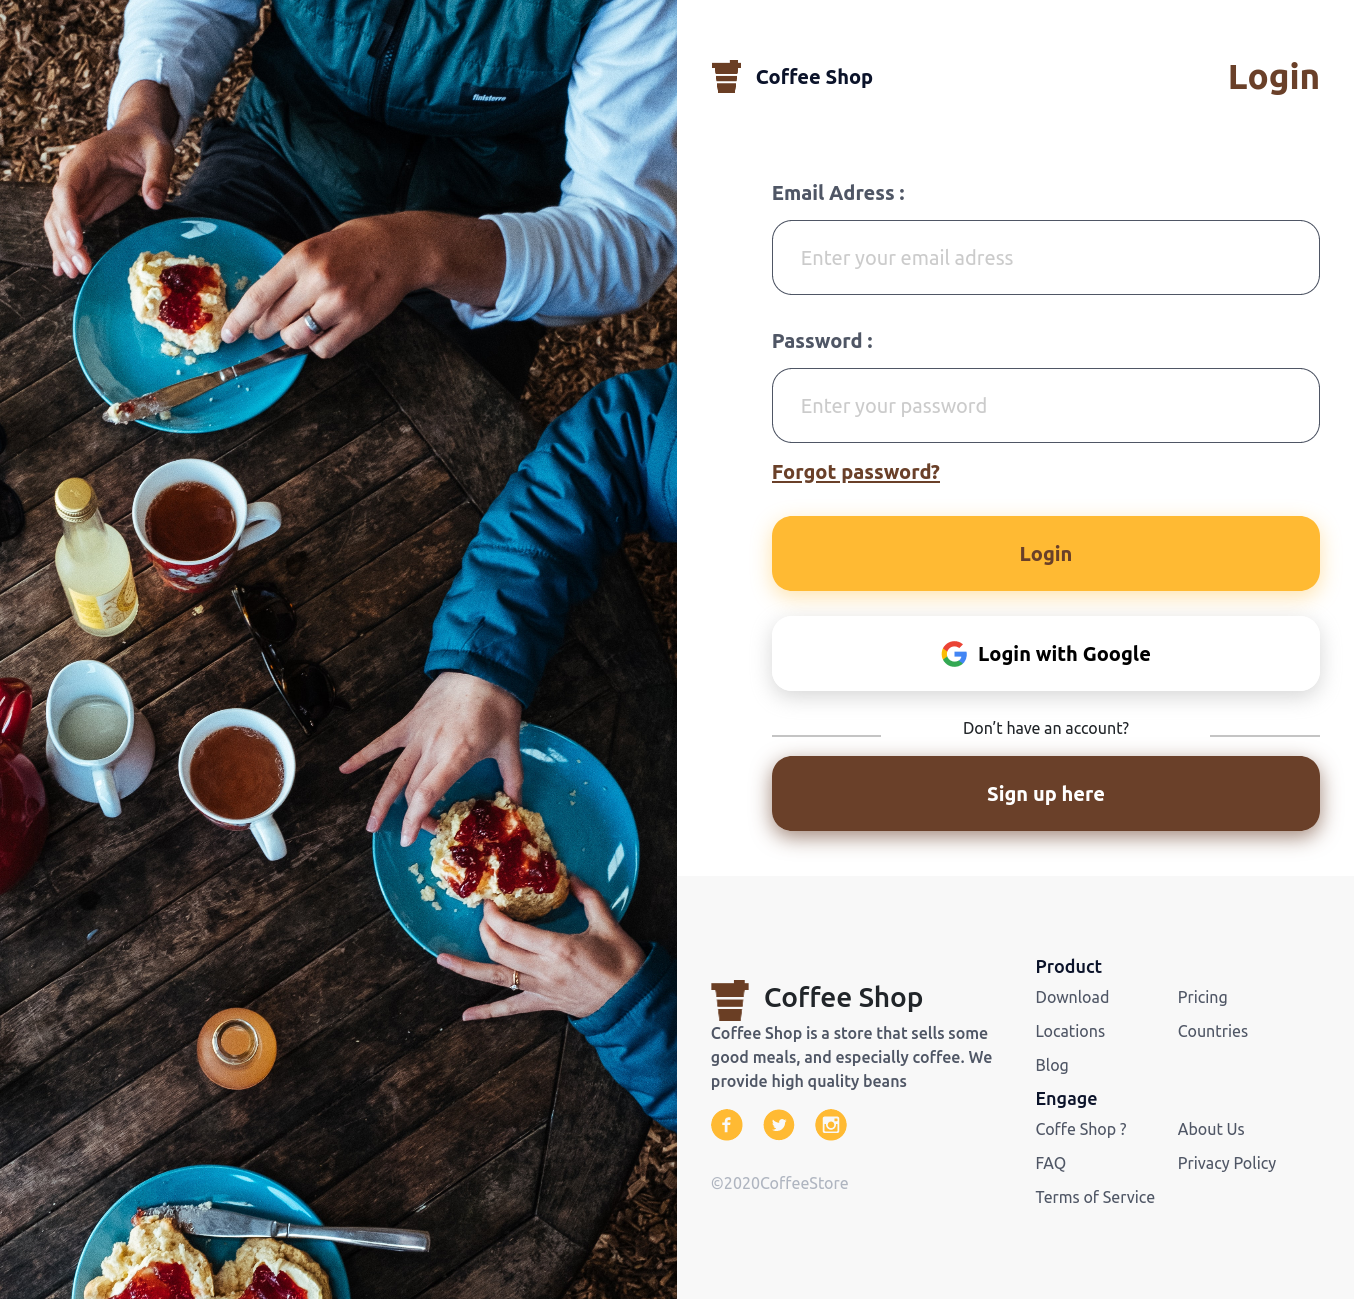 finisterre
Coffee Shop
Login
Email Adress :
Enter your email adress
Password :
Enter your password
Forgot password?
Login
Login with Google
Don't have an account?
Sign up here
Coffee Shop
Coffee Shop is a store that sells some
good meals, and especially coffee. We
provide high quality beans
©2020CoffeeStore
Product
Download Pricing
Locations Countries
Blog
Engage
Coffe Shop ? About Us
FAQ Privacy Policy
Terms of Service